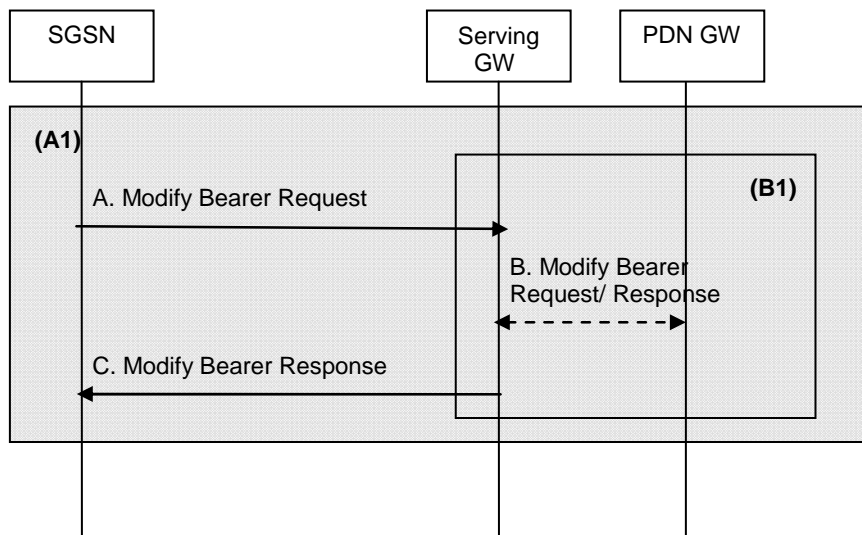 SGSN
Serving
GW
PDN GW
(A1)
(B1)
A. Modify Bearer Request
B. Modify Bearer
Request/ Response
C. Modify Bearer Response